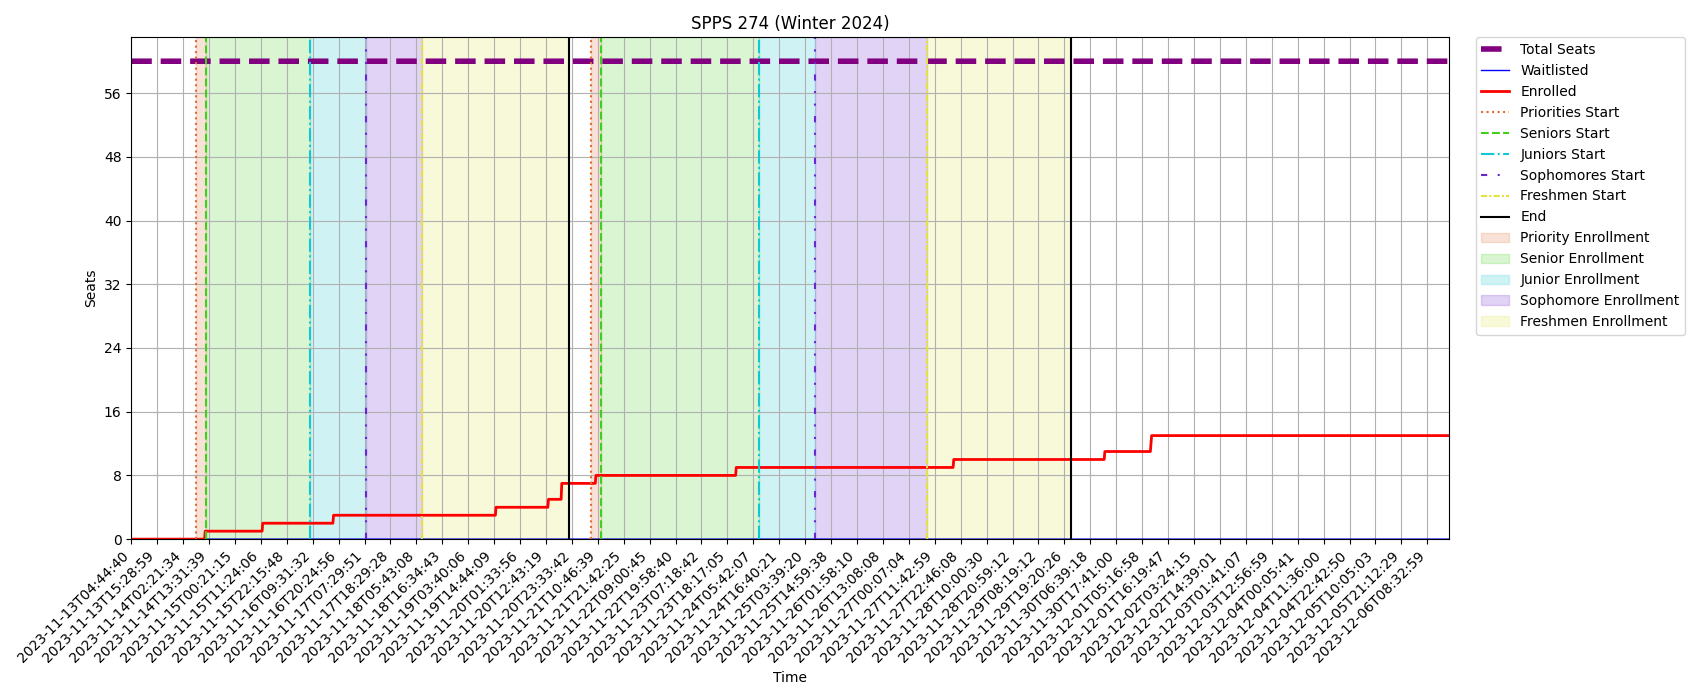 SPPS 274 (Winter 2024)
Seats
56
48
40
32
24
16
8
0
2023-11-13T04:44:40
2023-11-13T15:28:59
2023-11-14T02:21:34
2023-11-14T13:31:39
2023-11-15T00:21:15
2023-11-15T11:24:06
2023-11-15T22:15:48
2023-11-16T09:31:32
2023-11-16T20:24:56
2023-11-17T07:29:51
2023-11-17T18:29:28
2023-11-18T05:43:08
2023-11-18T16:34:43
2023-11-19T03:40:06
2023-11-19T14:44:09
2023-11-20T01:33:56
2023-11-20T12:43:19
2023-11-20T23:33:42
2023-11-21T10:46:39
2023-11-21T21:42:25
2023-11-22T09:00:45
2023-11-22T19:58:40
2023-11-23T07:18:42
2023-11-23T18:17:05
2023-11-24T05:42:07
2023-11-24T16:40:21
2023-11-25T03:39:20
2023-11-25T14:59:38
2023-11-26T01:58:10
2023-11-26T13:08:08
2023-11-27T00:07:04
2023-11-27T11:42:59
2023-11-27T22:46:08
2023-11-28T10:00:30
2023-11-28T20:59:12
2023-11-29T08:19:12
2023-11-29T19:20:26
2023-11-30T06:39:18
2023-11-30T17:41:00
2023-12-01T05:16:58
2023-12-01T16:19:47
2023-12-02T03:24:15
2023-12-02T14:39:01
2023-12-03T01:41:07
2023-12-03T12:56:59
2023-12-04T00:05:41
2023-12-04T11:36:00
2023-12-04T22:42:50
2023-12-05T10:05:03
2023-12-05T21:12:29
2023-12-06T08:32:59
Time
Total Seats
Waitlisted
Enrolled
Priorities Start
Seniors Start
Juniors Start
Sophomores Start
Freshmen Start
End
Priority Enrollment
Senior Enrollment
Junior Enrollment
Sophomore Enrollment
Freshmen Enrollment